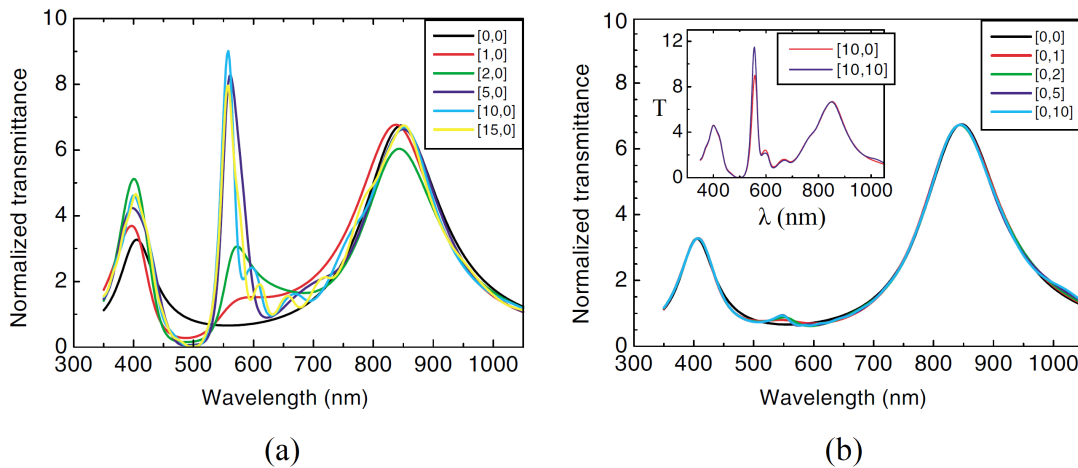 10
8
6
4
2
0
300 400 500 600 700 800 900 1000
Normalized transmittance
Wavelength (nm)
[0,0]
[1,0]
[2,0]
[5,0]
[10,0]
[15,0]
(a)
10
8
6
4
2
0
300 400 500 600 700 800 900 1000
Normalized transmittance
Wavelength (nm)
12
8
4
0
T
400 600 800 1000
λ (nm)
[10,0]
[10,10]
[0,0]
[0,1]
[0,2]
[0,5]
[0,10]
(b)